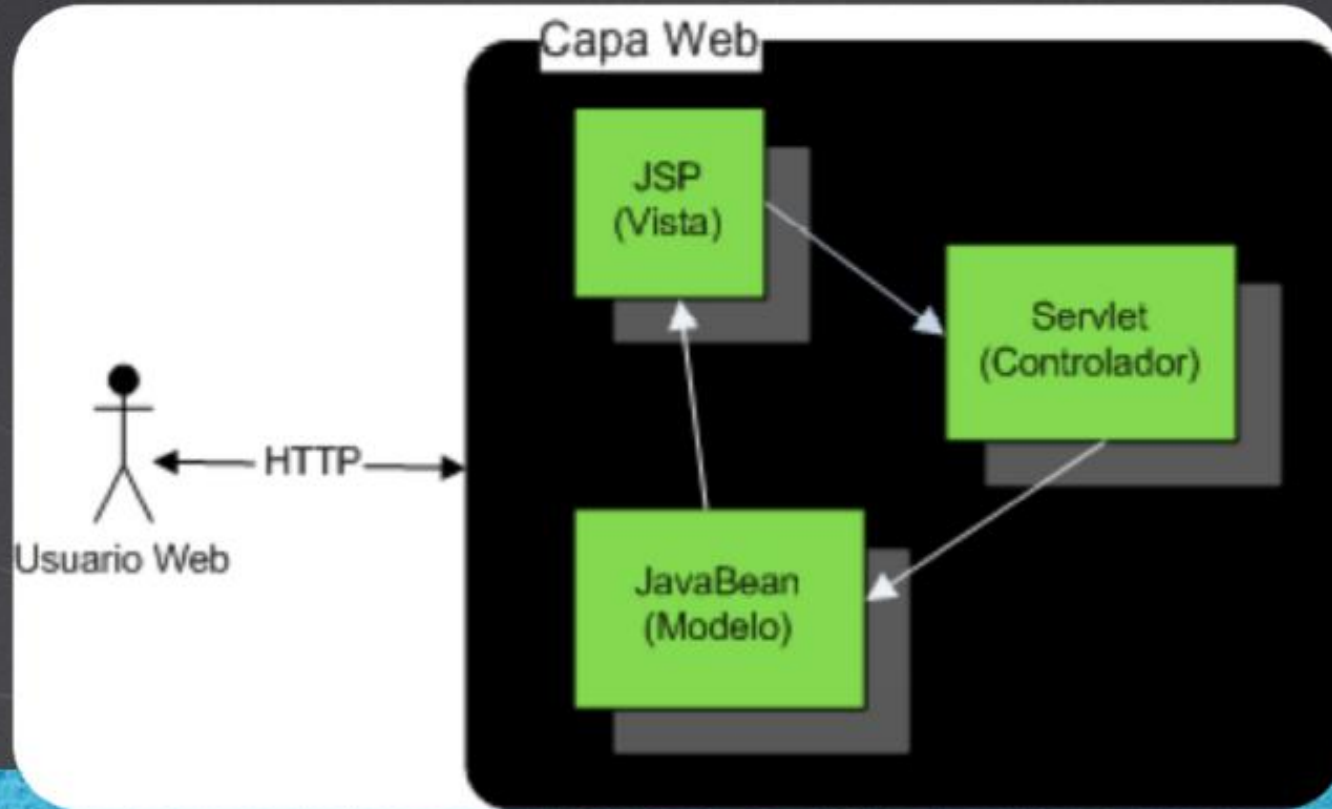 Capa Web
JSP
(Vista)
Servlet
(Controlador)
HTTP
Usuario Web
JavaBean
(Modelo)